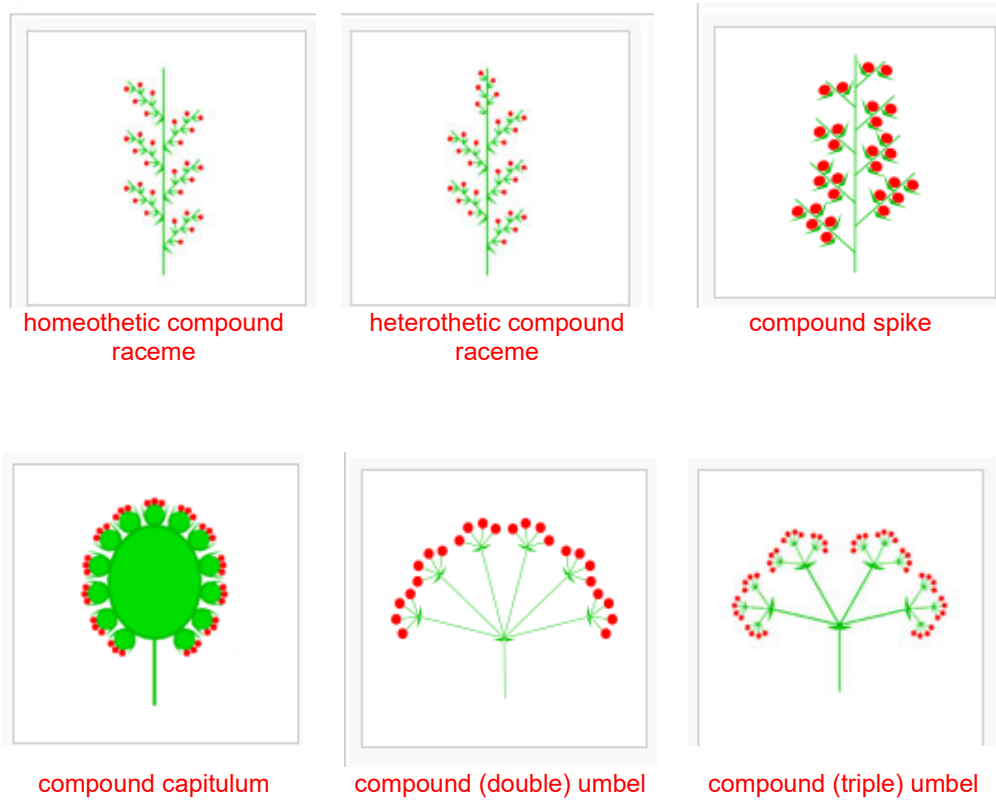 homeothetic compound
raceme
heterothetic compound
raceme
compound spike
compound capitulum
compound (double) umbel
compound (triple) umbel